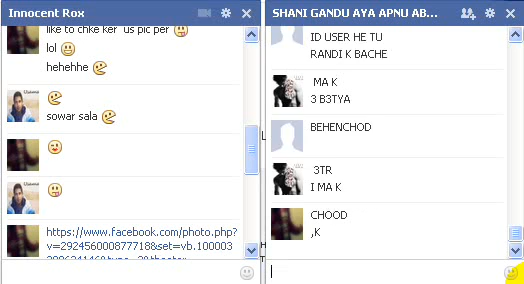 Innocent Rox
like to chke ker us pic per
lol
hehehhe
sowar sala
https://www.facebook.com/photo.php?
v=292456000877718&set=vb.100003
SHANI GANDU AYA APNU AB...
ID USER HE TU
RANDI K BACHE
MA K
3 B3TYA
BEHENCHOD
3TR
I MA K
CHOOD
,K